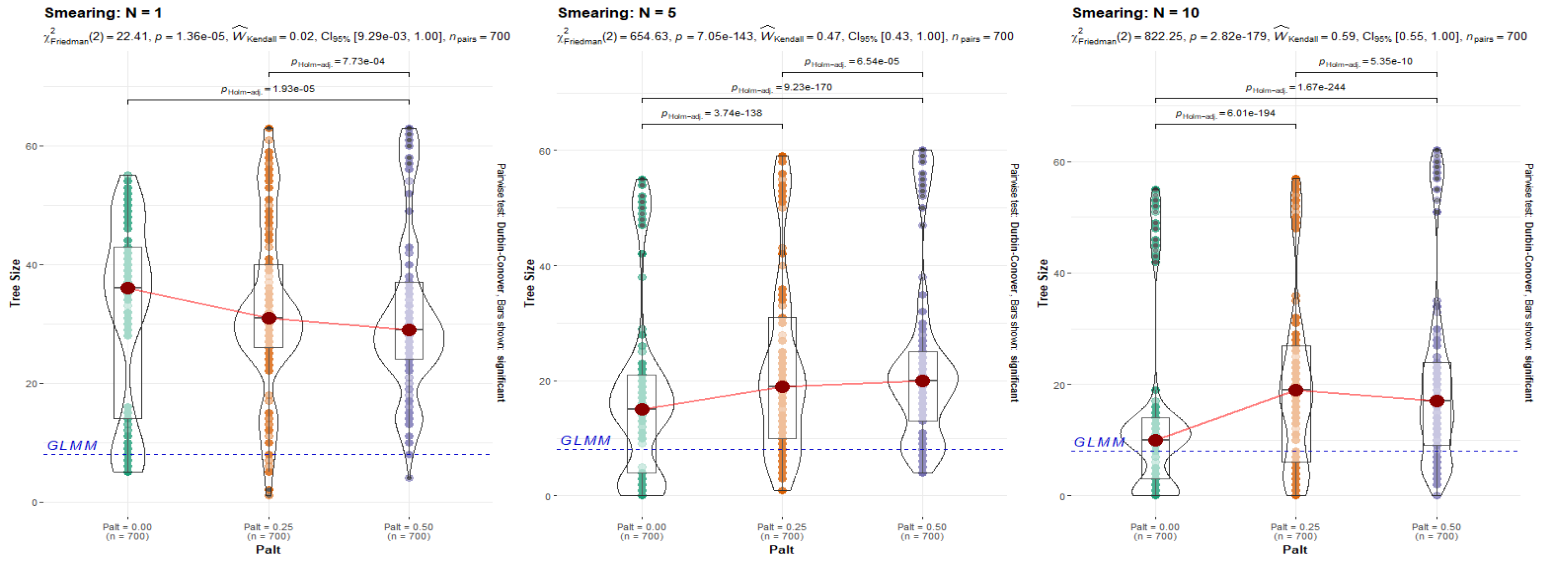 Smearing: N = 1
χ²Friedman(2) = 22.41, p = 1.36e-05, ŴKendall = 0.02, CI95% [9.29e-03, 1.00], npairs = 700
pHolm-adj. = 7.73e-04
pHolm-adj. = 1.93e-05
60
40
20
0
Tree Size
GLMM
Pairwise test: Durbin-Conover, Bars shown: significant
Palt = 0.00 Palt = 0.25 Palt = 0.50
(n = 700) (n = 700) (n = 700)
Palt
Smearing: N = 5
χ²Friedman(2) = 654.63, p = 7.05e-143, ŴKendall = 0.47, CI95% [0.43, 1.00], npairs = 700
pHolm-adj. = 6.54e-05
pHolm-adj. = 9.23e-170
pHolm-adj. = 3.74e-138
60
40
20
0
Tree Size
GLMM
Pairwise test: Durbin-Conover, Bars shown: significant
Palt = 0.00 Palt = 0.25 Palt = 0.50
(n = 700) (n = 700) (n = 700)
Palt
Smearing: N = 10
χ²Friedman(2) = 822.25, p = 2.82e-179, ŴKendall = 0.59, CI95% [0.55, 1.00], npairs = 700
pHolm-adj. = 5.35e-10
pHolm-adj. = 1.67e-244
pHolm-adj. = 6.01e-194
60
40
20
0
Tree Size
GLMM
Pairwise test: Durbin-Conover, Bars shown: significant
Palt = 0.00 Palt = 0.25 Palt = 0.50
(n = 700) (n = 700) (n = 700)
Palt